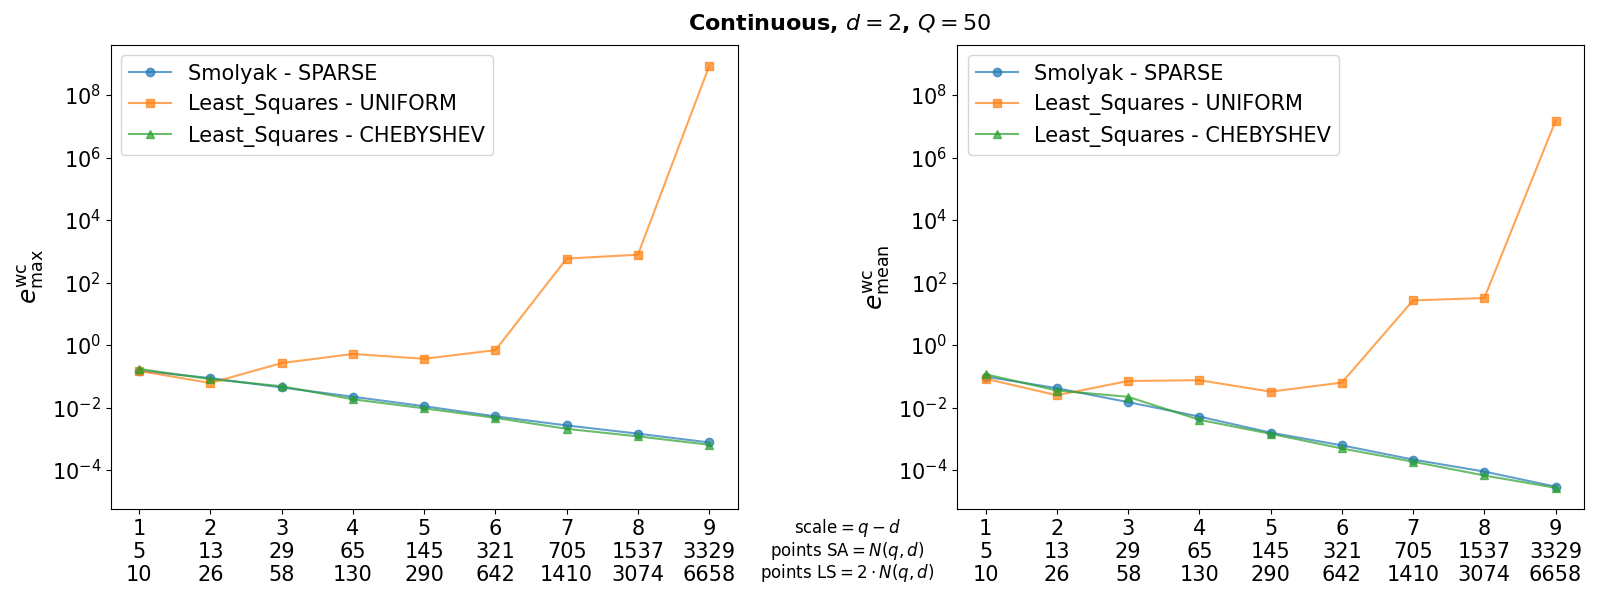 Continuous, d = 2, Q = 50
Smolyak - SPARSE
Least_Squares - UNIFORM
Least_Squares - CHEBYSHEV
e^wc_max
10^8
10^6
10^4
10^2
10^0
10^−2
10^−4
1 2 3 4 5 6 7 8 9
5 13 29 65 145 321 705 1537 3329
10 26 58 130 290 642 1410 3074 6658
scale = q − d
points SA = N(q, d)
points LS = 2 · N(q, d)
Smolyak - SPARSE
Least_Squares - UNIFORM
Least_Squares - CHEBYSHEV
e^wc_mean
10^8
10^6
10^4
10^2
10^0
10^−2
10^−4
1 2 3 4 5 6 7 8 9
5 13 29 65 145 321 705 1537 3329
10 26 58 130 290 642 1410 3074 6658